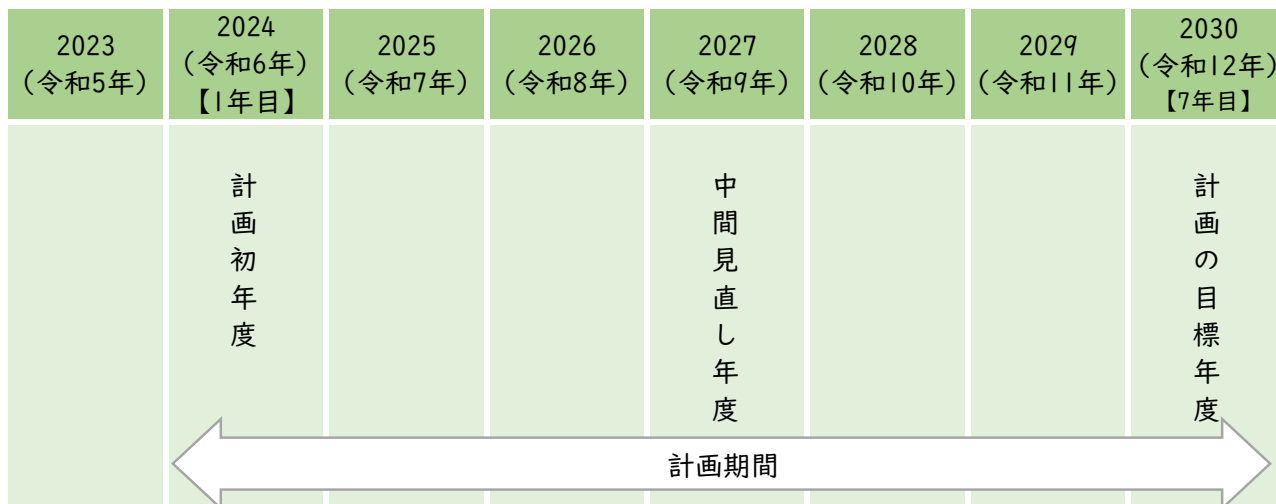 2023
(令和5年)
2024
(令和6年)
【1年目】
2025
(令和7年)
2026
(令和8年)
2027
(令和9年)
2028
(令和10年)
2029
(令和11年)
2030
(令和12年)
【7年目】
計画初年度
中間見直し年度
計画の目標年度
計画期間